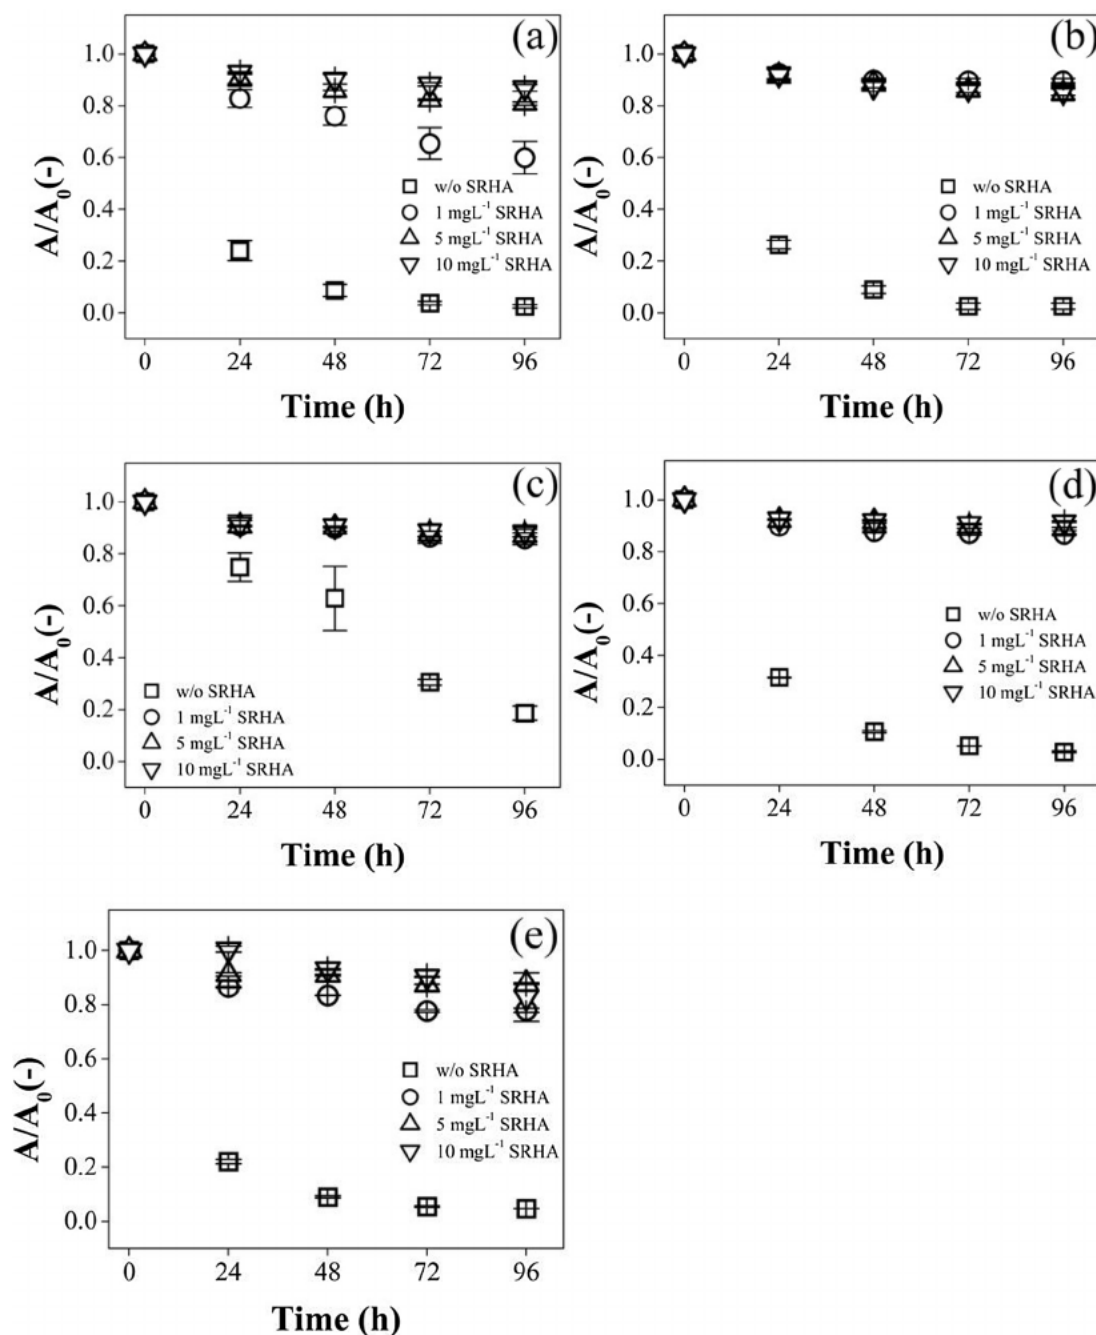 (a)
A/A₀(-)
1.0
0.8
0.6
0.4
0.2
0.0
w/o SRHA
1 mgL⁻¹ SRHA
5 mgL⁻¹ SRHA
10 mgL⁻¹ SRHA
0 24 48 72 96
Time (h)
(b)
A/A₀(-)
1.0
0.8
0.6
0.4
0.2
0.0
w/o SRHA
1 mgL⁻¹ SRHA
5 mgL⁻¹ SRHA
10 mgL⁻¹ SRHA
0 24 48 72 96
Time (h)
(c)
A/A₀(-)
1.0
0.8
0.6
0.4
0.2
0.0
w/o SRHA
1 mgL⁻¹ SRHA
5 mgL⁻¹ SRHA
10 mgL⁻¹ SRHA
0 24 48 72 96
Time (h)
(d)
A/A₀(-)
1.0
0.8
0.6
0.4
0.2
0.0
w/o SRHA
1 mgL⁻¹ SRHA
5 mgL⁻¹ SRHA
10 mgL⁻¹ SRHA
0 24 48 72 96
Time (h)
(e)
A/A₀(-)
1.0
0.8
0.6
0.4
0.2
0.0
w/o SRHA
1 mgL⁻¹ SRHA
5 mgL⁻¹ SRHA
10 mgL⁻¹ SRHA
0 24 48 72 96
Time (h)